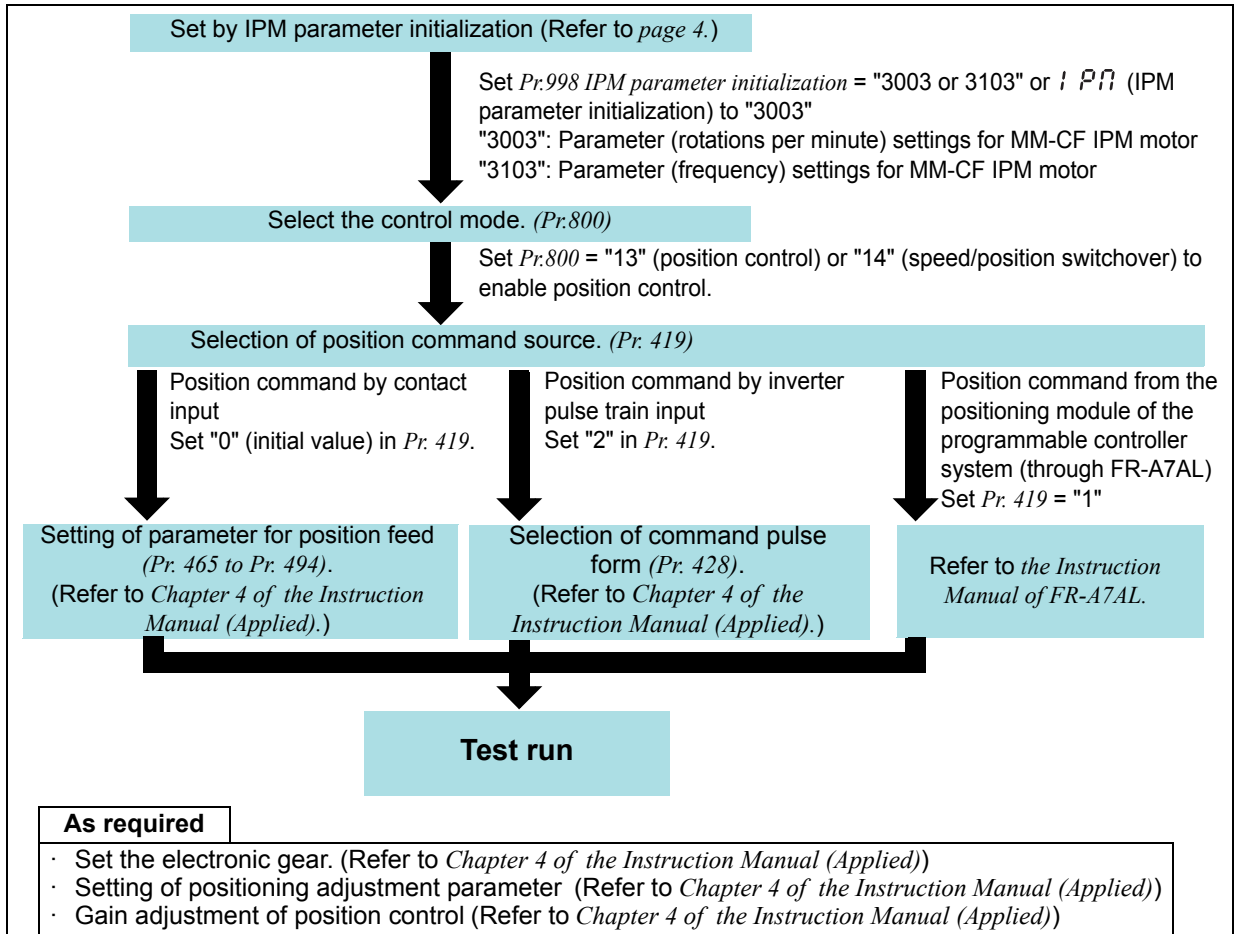 Set by IPM parameter initialization (Refer to page 4.)
Set Pr.998 IPM parameter initialization = "3003 or 3103" or IPM (IPM
parameter initialization) to "3003"
"3003": Parameter (rotations per minute) settings for MM-CF IPM motor
"3103": Parameter (frequency) settings for MM-CF IPM motor
Select the control mode. (Pr.800)
Set Pr.800 = "13" (position control) or "14" (speed/position switchover) to
enable position control.
Selection of position command source. (Pr. 419)
Position command by contact
input
Set "0" (initial value) in Pr. 419.
Position command by inverter
pulse train input
Set "2" in Pr. 419.
Position command from the
positioning module of the
programmable controller
system (through FR-A7AL)
Set Pr. 419 = "1"
Setting of parameter for position feed
(Pr. 465 to Pr. 494).
(Refer to Chapter 4 of the Instruction
Manual (Applied).)
Selection of command pulse
form (Pr. 428).
(Refer to Chapter 4 of the
Instruction Manual (Applied).)
Refer to the Instruction
Manual of FR-A7AL.
Test run
As required
· Set the electronic gear. (Refer to Chapter 4 of the Instruction Manual (Applied))
· Setting of positioning adjustment parameter (Refer to Chapter 4 of the Instruction Manual (Applied))
· Gain adjustment of position control (Refer to Chapter 4 of the Instruction Manual (Applied))